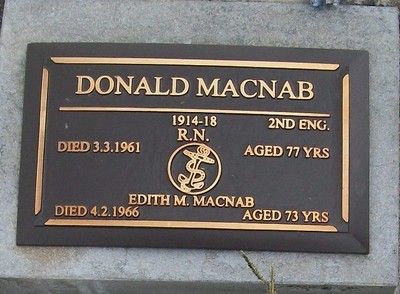 DONALD MACNAB
1914-18 2ND ENG.
R.N.
DIED 3.3.1961 AGED 77 YRS
EDITH M. MACNAB
DIED 4.2.1966 AGED 73 YRS